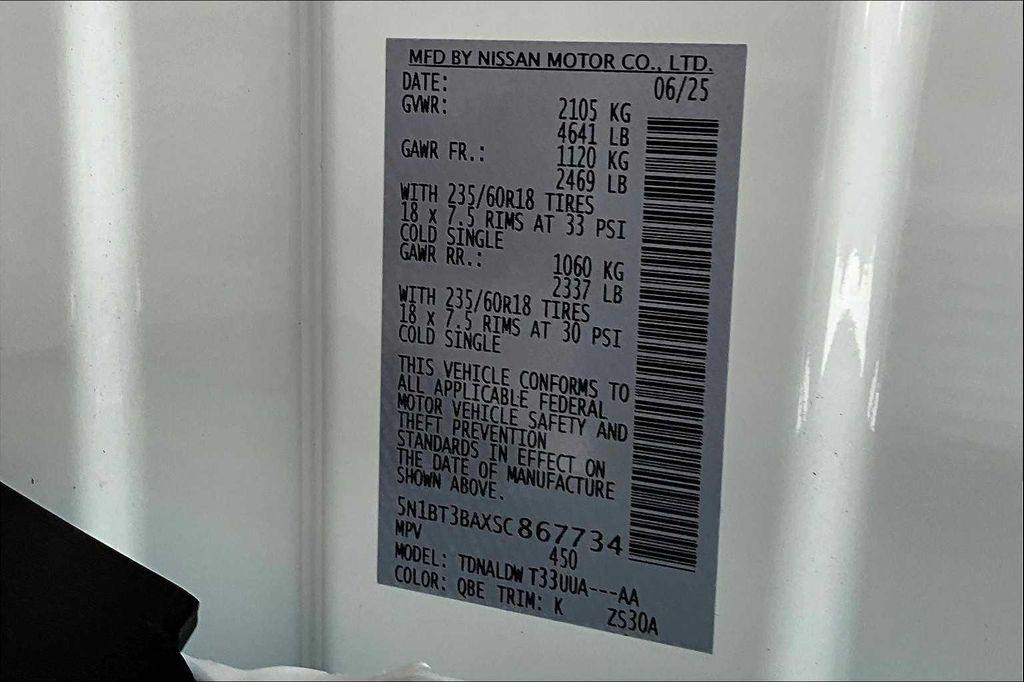 MFD BY NISSAN MOTOR CO., LTD.
DATE: 06/25
GVWR: 2105 KG
4641 LB
GAWR FR.: 1120 KG
2469 LB
WITH 235/60R18 TIRES
18 X 7.5 RIMS AT 33 PSI
COLD SINGLE
GAWR RR.: 1060 KG
2337 LB
WITH 235/60R18 TIRES
18 X 7.5 RIMS AT 30 PSI
COLD SINGLE
THIS VEHICLE CONFORMS TO
ALL APPLICABLE FEDERAL
MOTOR VEHICLE SAFETY AND
THEFT PREVENTION
STANDARDS IN EFFECT ON
THE DATE OF MANUFACTURE
SHOWN ABOVE.
5N1BT3BAXSC867734
MPV 450
MODEL: TDNALDW T33UUA---AA
COLOR: QBE TRIM: K ZS30A